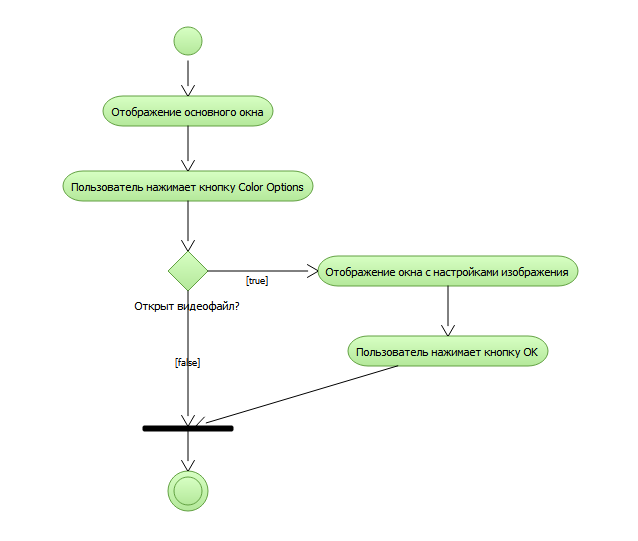 Отображение основного окна
Пользователь нажимает кнопку Color Options
Отображение окна с настройками изображения
[true]
Открыт видеофайл?
Пользователь нажимает кнопку OK
[false]